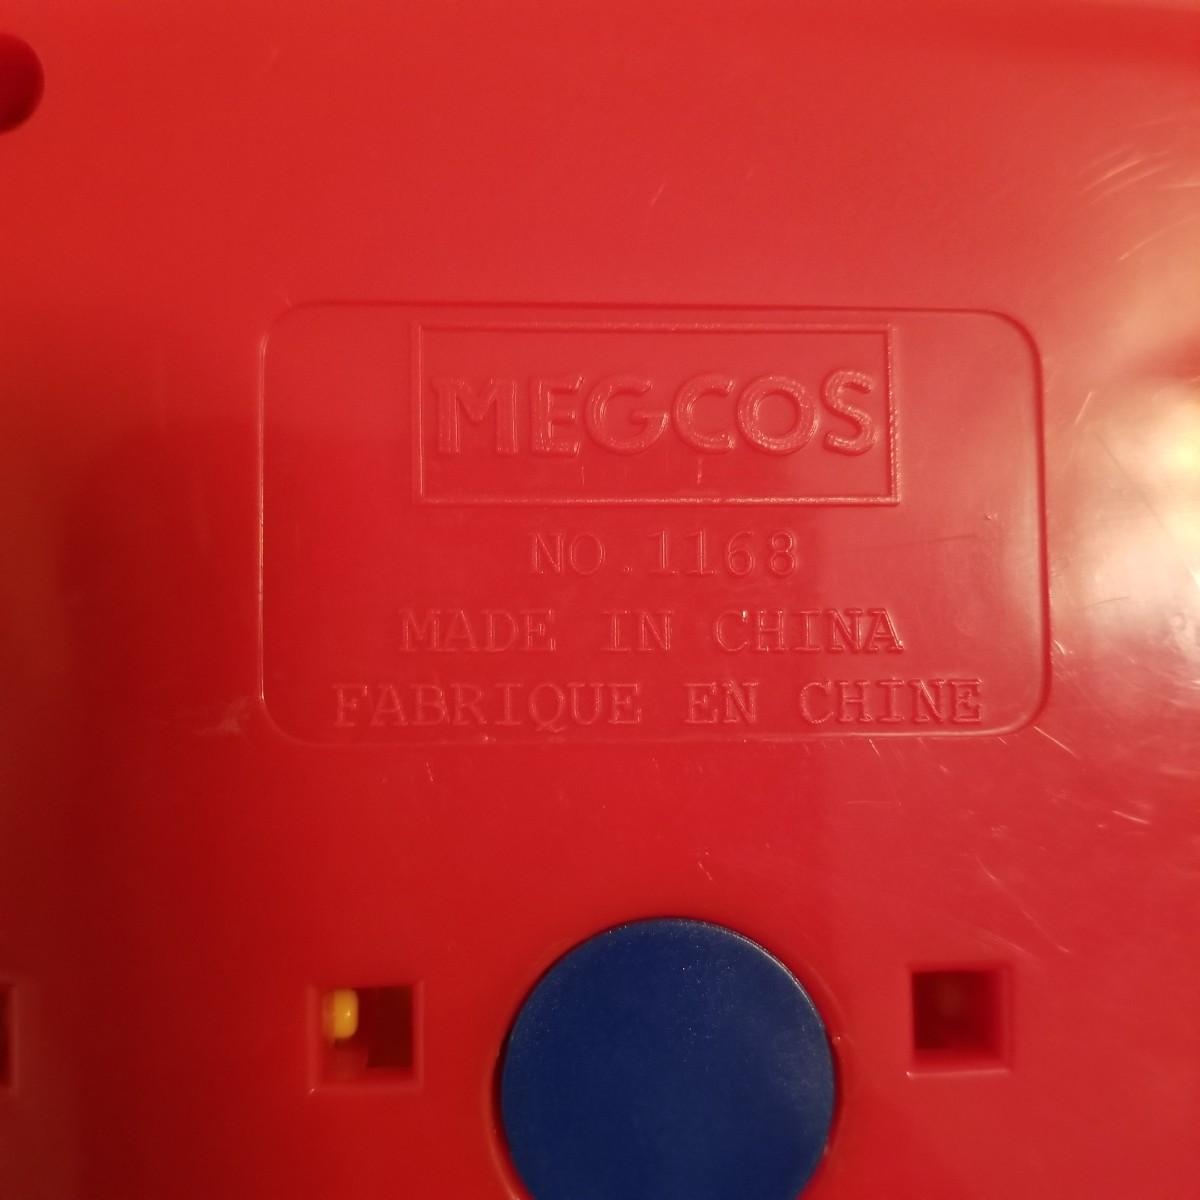 MEGCOS
NO.1168
MADE IN CHINA
FABRIQUE EN CHINE